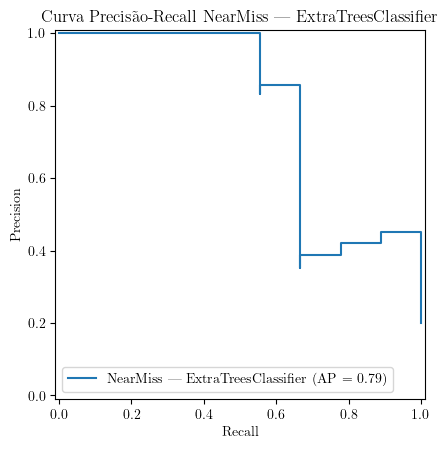 Curva Precisão-Recall NearMiss — ExtraTreesClassifier
1.0
0.8
0.6
0.4
0.2
0.0
Precision
NearMiss — ExtraTreesClassifier (AP = 0.79)
0.0 0.2 0.4 0.6 0.8 1.0
Recall